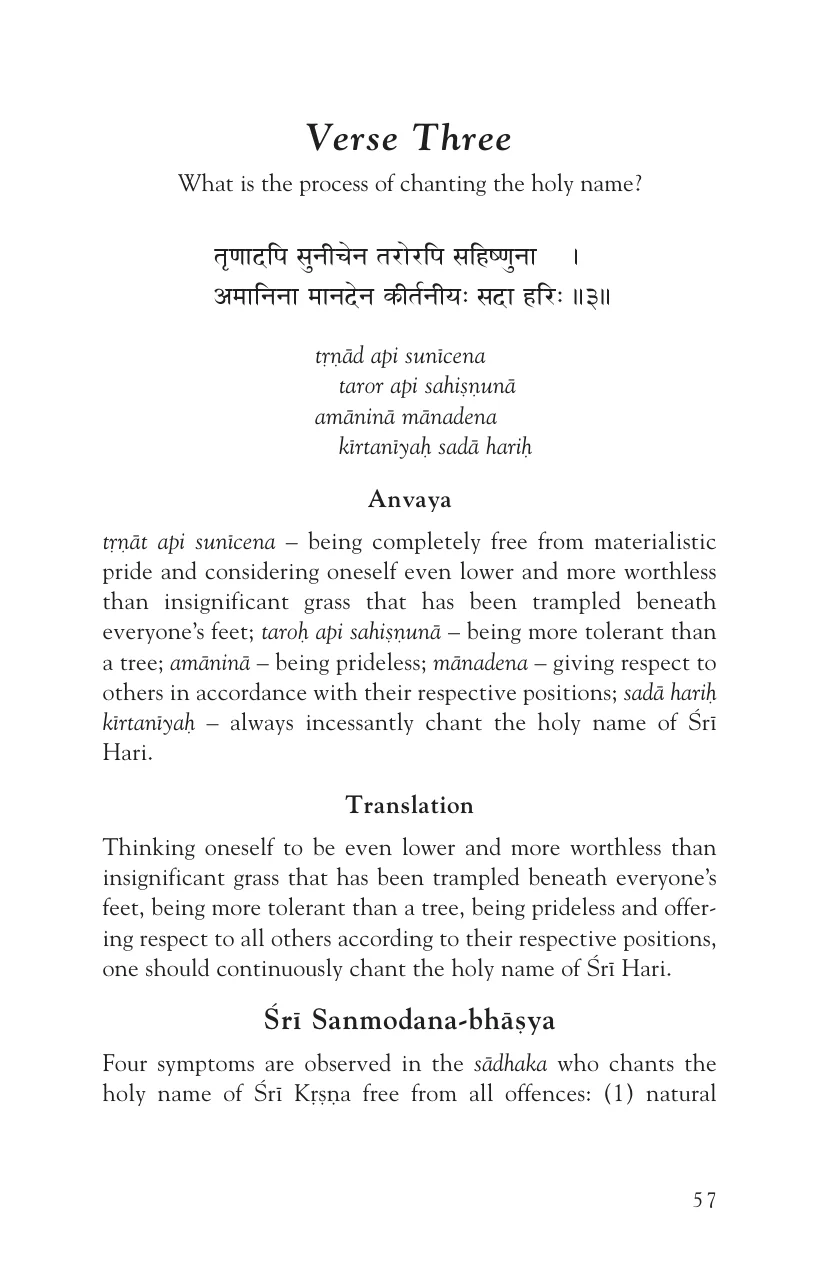 Verse Three
What is the process of chanting the holy name?
तृणादपि सुनीचेन तरोरपि सहिष्णुना ।
अमानिना मानदेन कीर्तनीयः सदा हरिः ॥३॥
tṛṇād api sunīcena
taror api sahiṣṇunā
amāninā mānadena
kīrtanīyaḥ sadā hariḥ
Anvaya
tṛṇāt api sunīcena – being completely free from materialistic
pride and considering oneself even lower and more worthless
than insignificant grass that has been trampled beneath
everyone’s feet; taroḥ api sahiṣṇunā – being more tolerant than
a tree; amāninā – being prideless; mānadena – giving respect to
others in accordance with their respective positions; sadā hariḥ
kīrtanīyaḥ – always incessantly chant the holy name of Śrī
Hari.
Translation
Thinking oneself to be even lower and more worthless than
insignificant grass that has been trampled beneath everyone’s
feet, being more tolerant than a tree, being prideless and offer-
ing respect to all others according to their respective positions,
one should continuously chant the holy name of Śrī Hari.
Śrī Sanmodana-bhāṣya
Four symptoms are observed in the sādhaka who chants the
holy name of Śrī Kṛṣṇa free from all offences: (1) natural
57